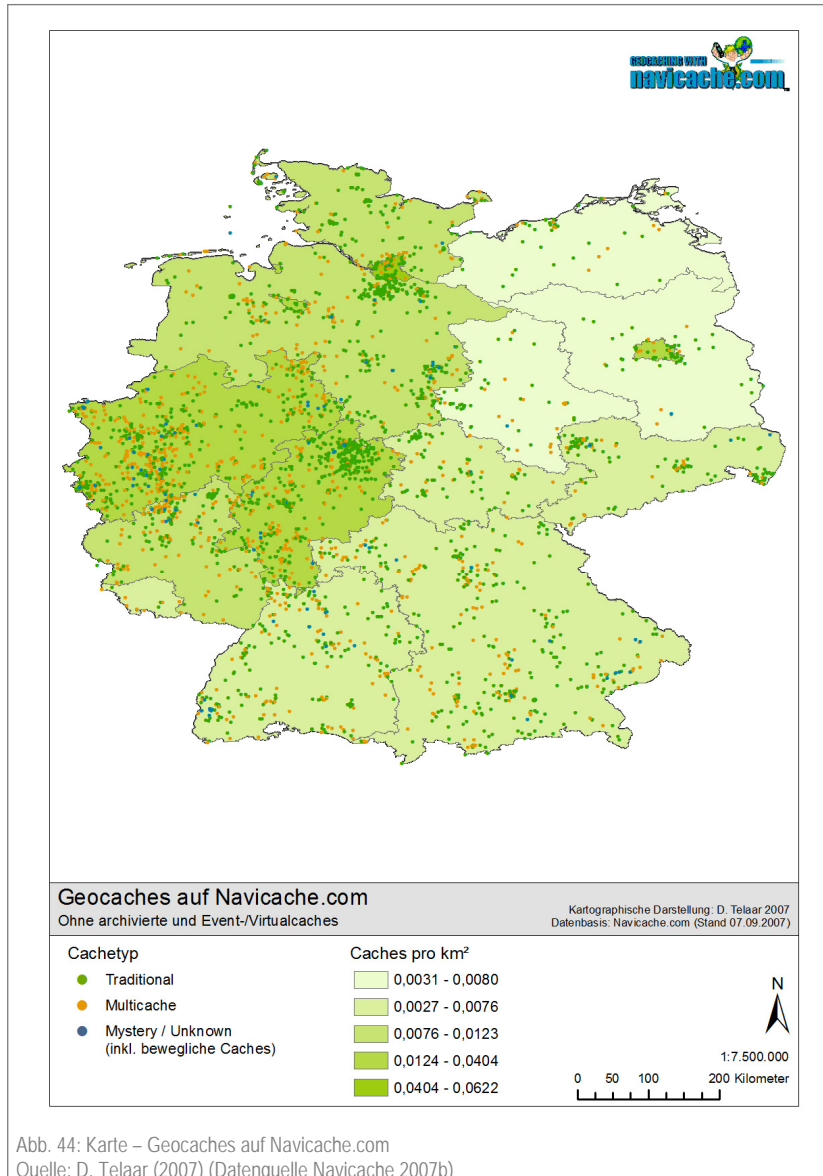 GEOCACHING WITH
navicache.com
Geocaches auf Navicache.com
Ohne archivierte und Event-/Virtualcaches
Kartographische Darstellung: D. Telaar 2007
Datenbasis: Navicache.com (Stand 07.09.2007)
Cachetyp
Traditional
Multicache
Mystery / Unknown
(inkl. bewegliche Caches)
Caches pro km²
0,0031 - 0,0080
0,0027 - 0,0076
0,0076 - 0,0123
0,0124 - 0,0404
0,0404 - 0,0622
N
1:7.500.000
0 50 100 200 Kilometer
Abb. 44: Karte – Geocaches auf Navicache.com
Quelle: D. Telaar (2007) (Datenquelle Navicache 2007b)